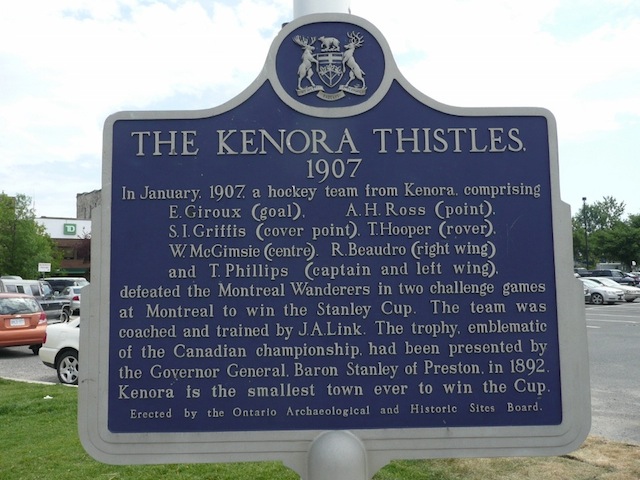 THE KENORA THISTLES,
1907
In January, 1907, a hockey team from Kenora, comprising
E. Giroux (goal), A. H. Ross (point),
S. I. Griffis (cover point), T. Hooper (rover),
W. McGimsie (centre), R. Beaudro (right wing)
and T. Phillips (captain and left wing),
defeated the Montreal Wanderers in two challenge games
at Montreal to win the Stanley Cup. The team was
coached and trained by J. A. Link. The trophy, emblematic
of the Canadian championship, had been presented by
the Governor General, Baron Stanley of Preston, in 1892.
Kenora is the smallest town ever to win the Cup.
Erected by the Ontario Archaeological and Historic Sites Board.
TD